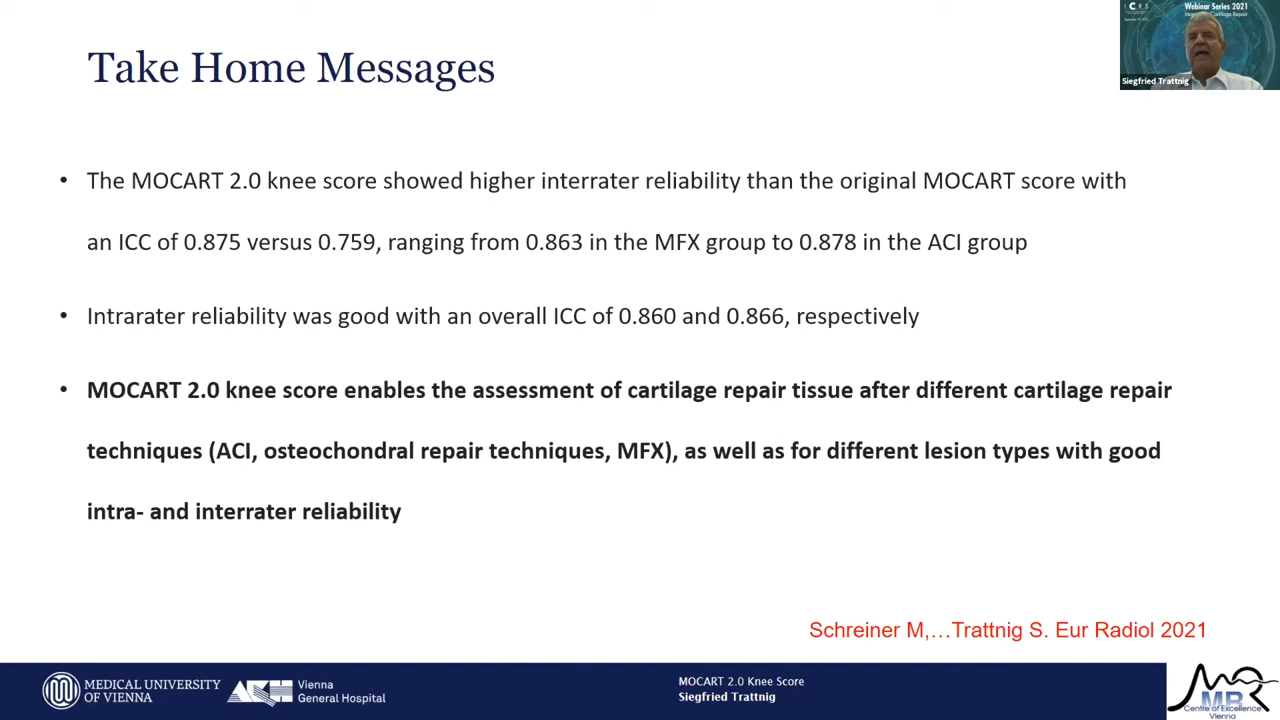 I C R S
Webinar Series 2021
Siegfried Trattnig
Take Home Messages
• The MOCART 2.0 knee score showed higher interrater reliability than the original MOCART score with
an ICC of 0.875 versus 0.759, ranging from 0.863 in the MFX group to 0.878 in the ACI group
• Intrarater reliability was good with an overall ICC of 0.860 and 0.866, respectively
• MOCART 2.0 knee score enables the assessment of cartilage repair tissue after different cartilage repair
techniques (ACI, osteochondral repair techniques, MFX), as well as for different lesion types with good
intra- and interrater reliability
Schreiner M,…Trattnig S. Eur Radiol 2021
MEDICAL UNIVERSITY
OF VIENNA
Vienna
General Hospital
MOCART 2.0 Knee Score
Siegfried Trattnig
MR
Centre of Excellence
Vienna